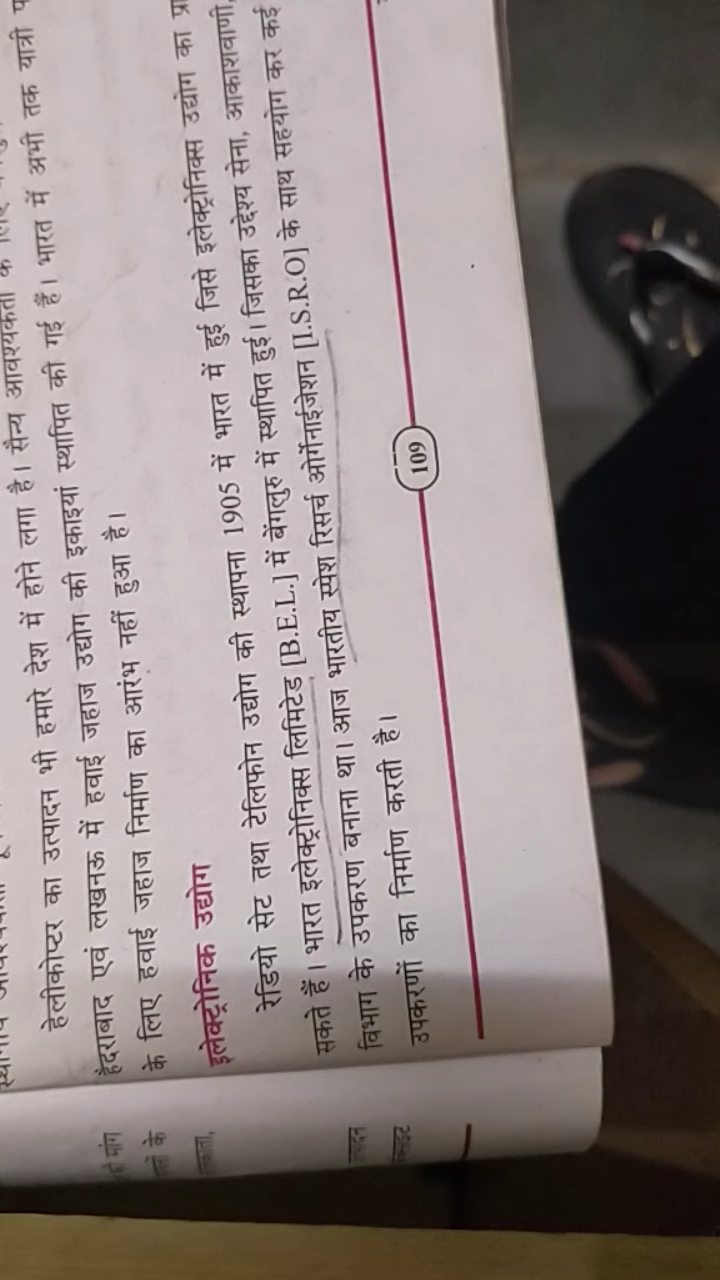 हेलीकोप्टर का उत्पादन भी हमारे देश में होने लगा है। सैन्य आवश्यकता के लिए
हैदराबाद एवं लखनऊ में हवाई जहाज उद्योग की इकाइयां स्थापित की गई हैं। भारत में अभी तक यात्री
के लिए हवाई जहाज निर्माण का आरंभ नहीं हुआ है।
इलेक्ट्रोनिक उद्योग
रेडियो सेट तथा टेलिफोन उद्योग की स्थापना 1905 में भारत में हुई जिसे इलेक्ट्रोनिक्स उद्योग का
सकते हैं। भारत इलेक्ट्रोनिक्स लिमिटेड [B.E.L.] में बेंगलुरु में स्थापित हुई। जिसका उद्देश्य सेना, आकाशवाणी,
विभाग के उपकरण बनाना था। आज भारतीय स्पेश रिसर्च ओर्गेनाईजेशन [I.S.R.O] के साथ सहयोग कर कई
उपकरणों का निर्माण करती है।
109